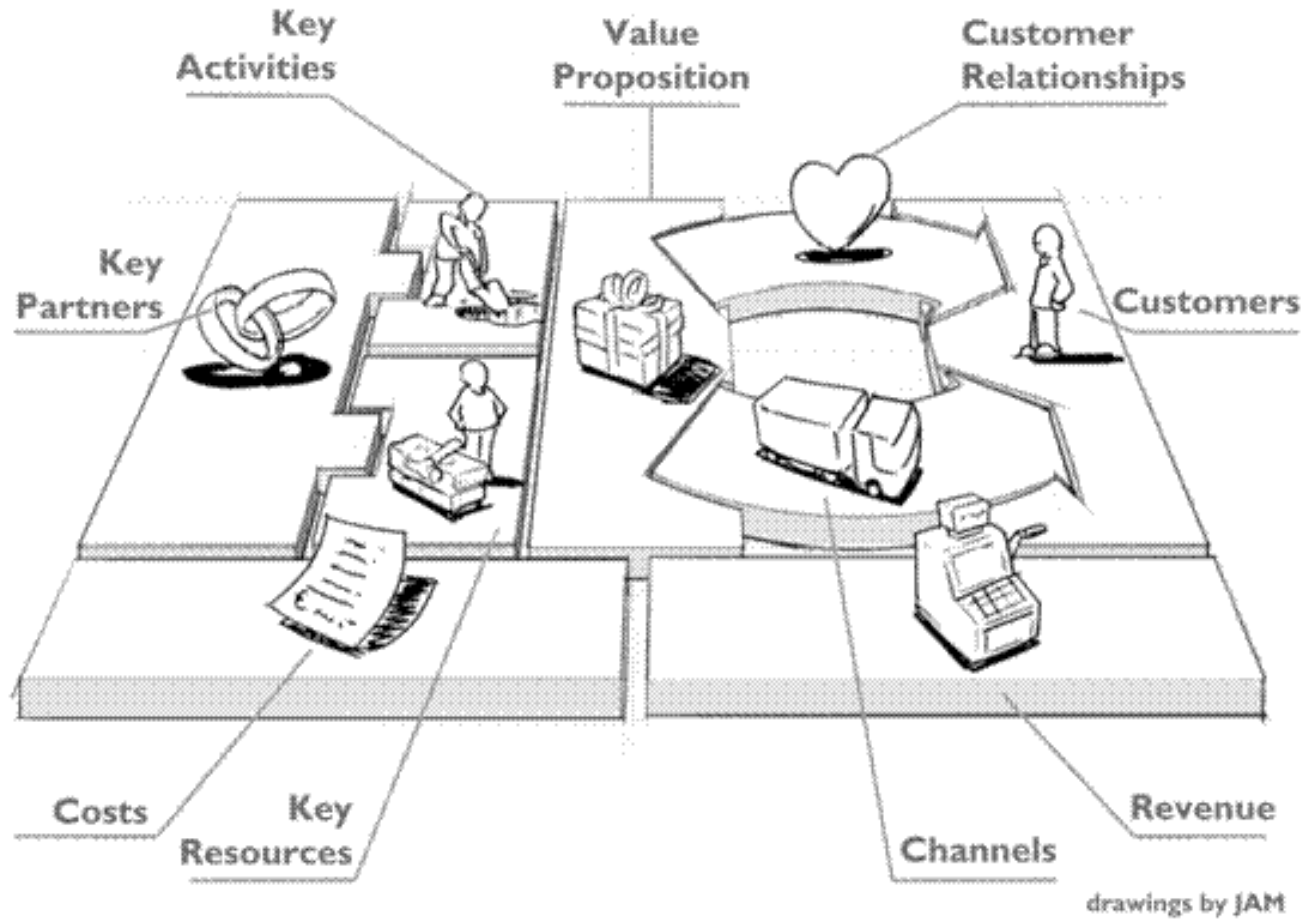 Key
Activities
Value
Proposition
Customer
Relationships
Key
Partners
Customers
€
Costs
Key
Resources
Channels
Revenue
drawings by JAM